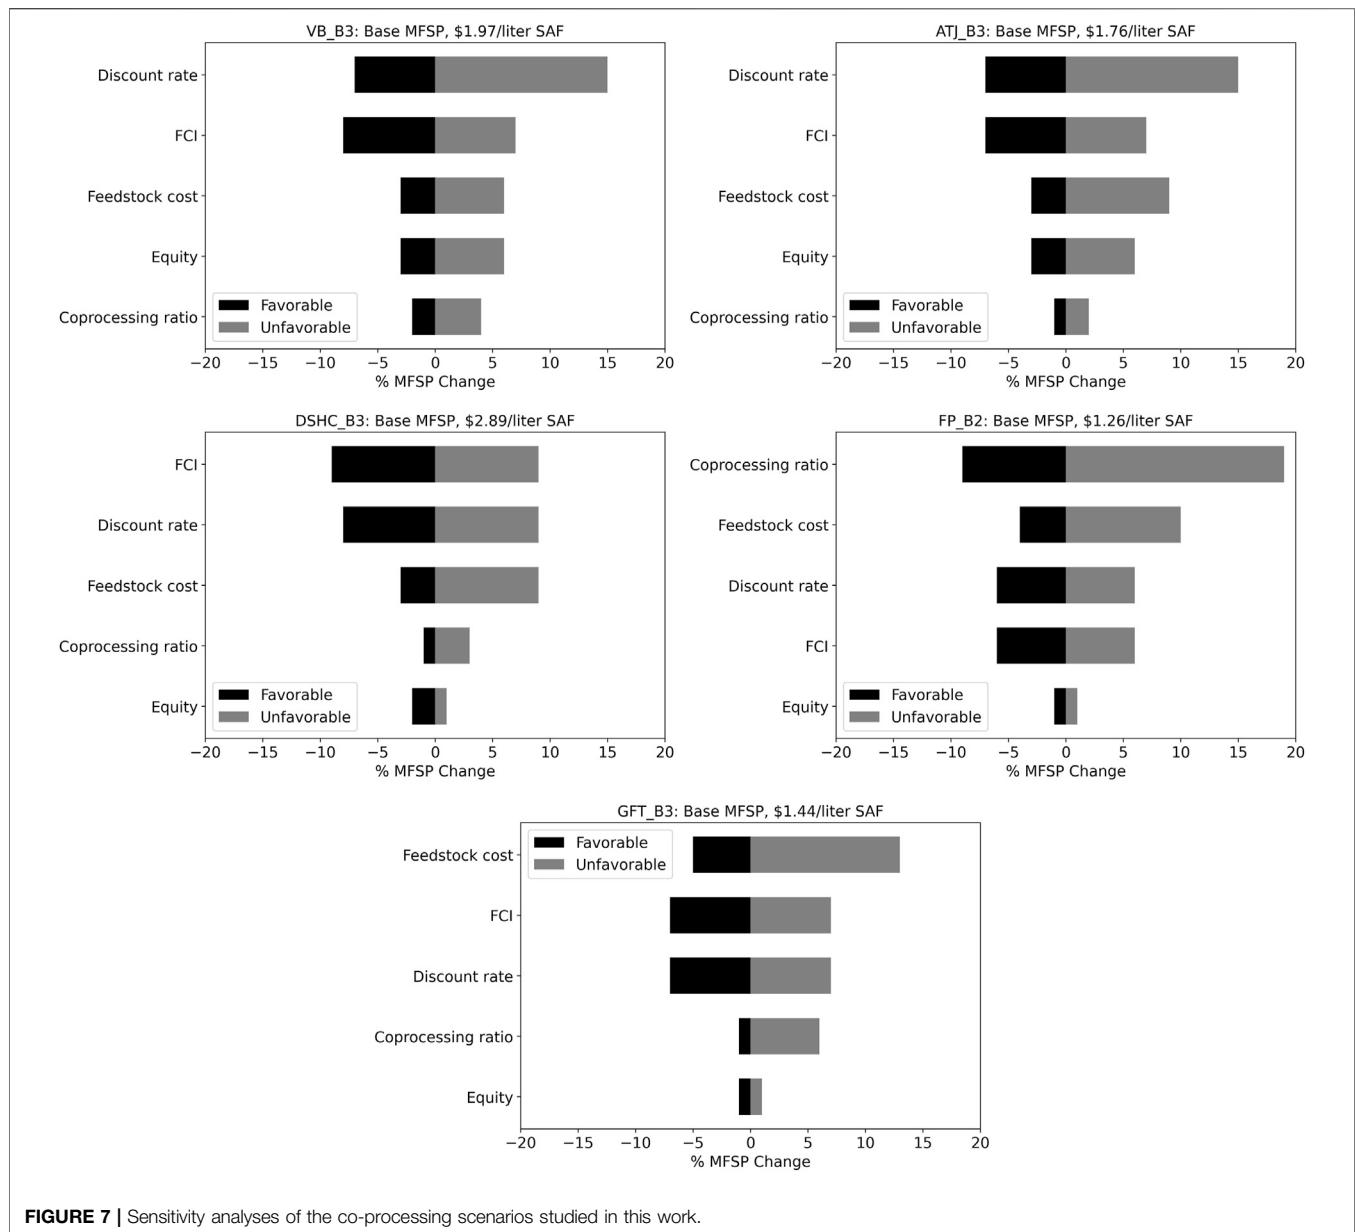 VB_B3: Base MFSP, $1.97/liter SAF
Discount rate
FCI
Feedstock cost
Equity
Coprocessing ratio
Favorable
Unfavorable
−20 −15 −10 −5 0 5 10 15 20
% MFSP Change
ATJ_B3: Base MFSP, $1.76/liter SAF
Discount rate
FCI
Feedstock cost
Equity
Coprocessing ratio
Favorable
Unfavorable
−20 −15 −10 −5 0 5 10 15 20
% MFSP Change
DSHC_B3: Base MFSP, $2.89/liter SAF
FCI
Discount rate
Feedstock cost
Coprocessing ratio
Equity
Favorable
Unfavorable
−20 −15 −10 −5 0 5 10 15 20
% MFSP Change
FP_B2: Base MFSP, $1.26/liter SAF
Coprocessing ratio
Feedstock cost
Discount rate
FCI
Equity
Favorable
Unfavorable
−20 −15 −10 −5 0 5 10 15 20
% MFSP Change
GFT_B3: Base MFSP, $1.44/liter SAF
Favorable
Unfavorable
Feedstock cost
FCI
Discount rate
Coprocessing ratio
Equity
−20 −15 −10 −5 0 5 10 15 20
% MFSP Change
FIGURE 7 | Sensitivity analyses of the co-processing scenarios studied in this work.